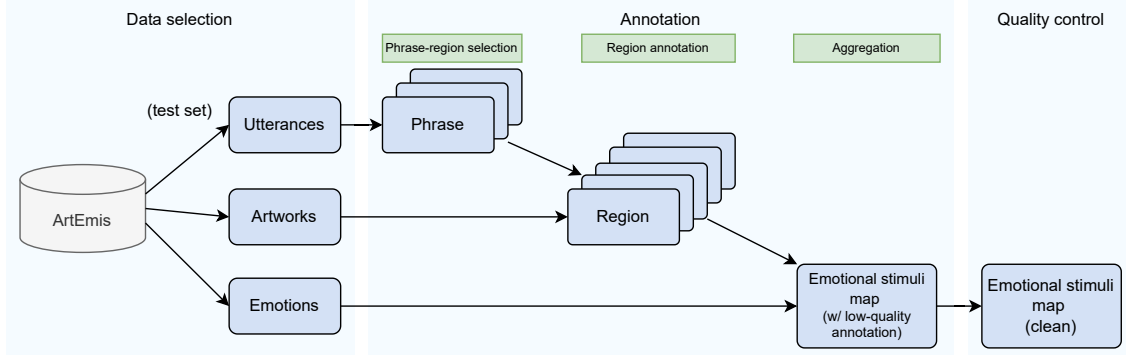 Data selection
Annotation
Quality control
Phrase-region selection
Region annotation
Aggregation
(test set)
Utterances
Phrase
ArtEmis
Artworks
Region
Emotions
Emotional stimuli
map
(w/ low-quality
annotation)
Emotional stimuli
map
(clean)